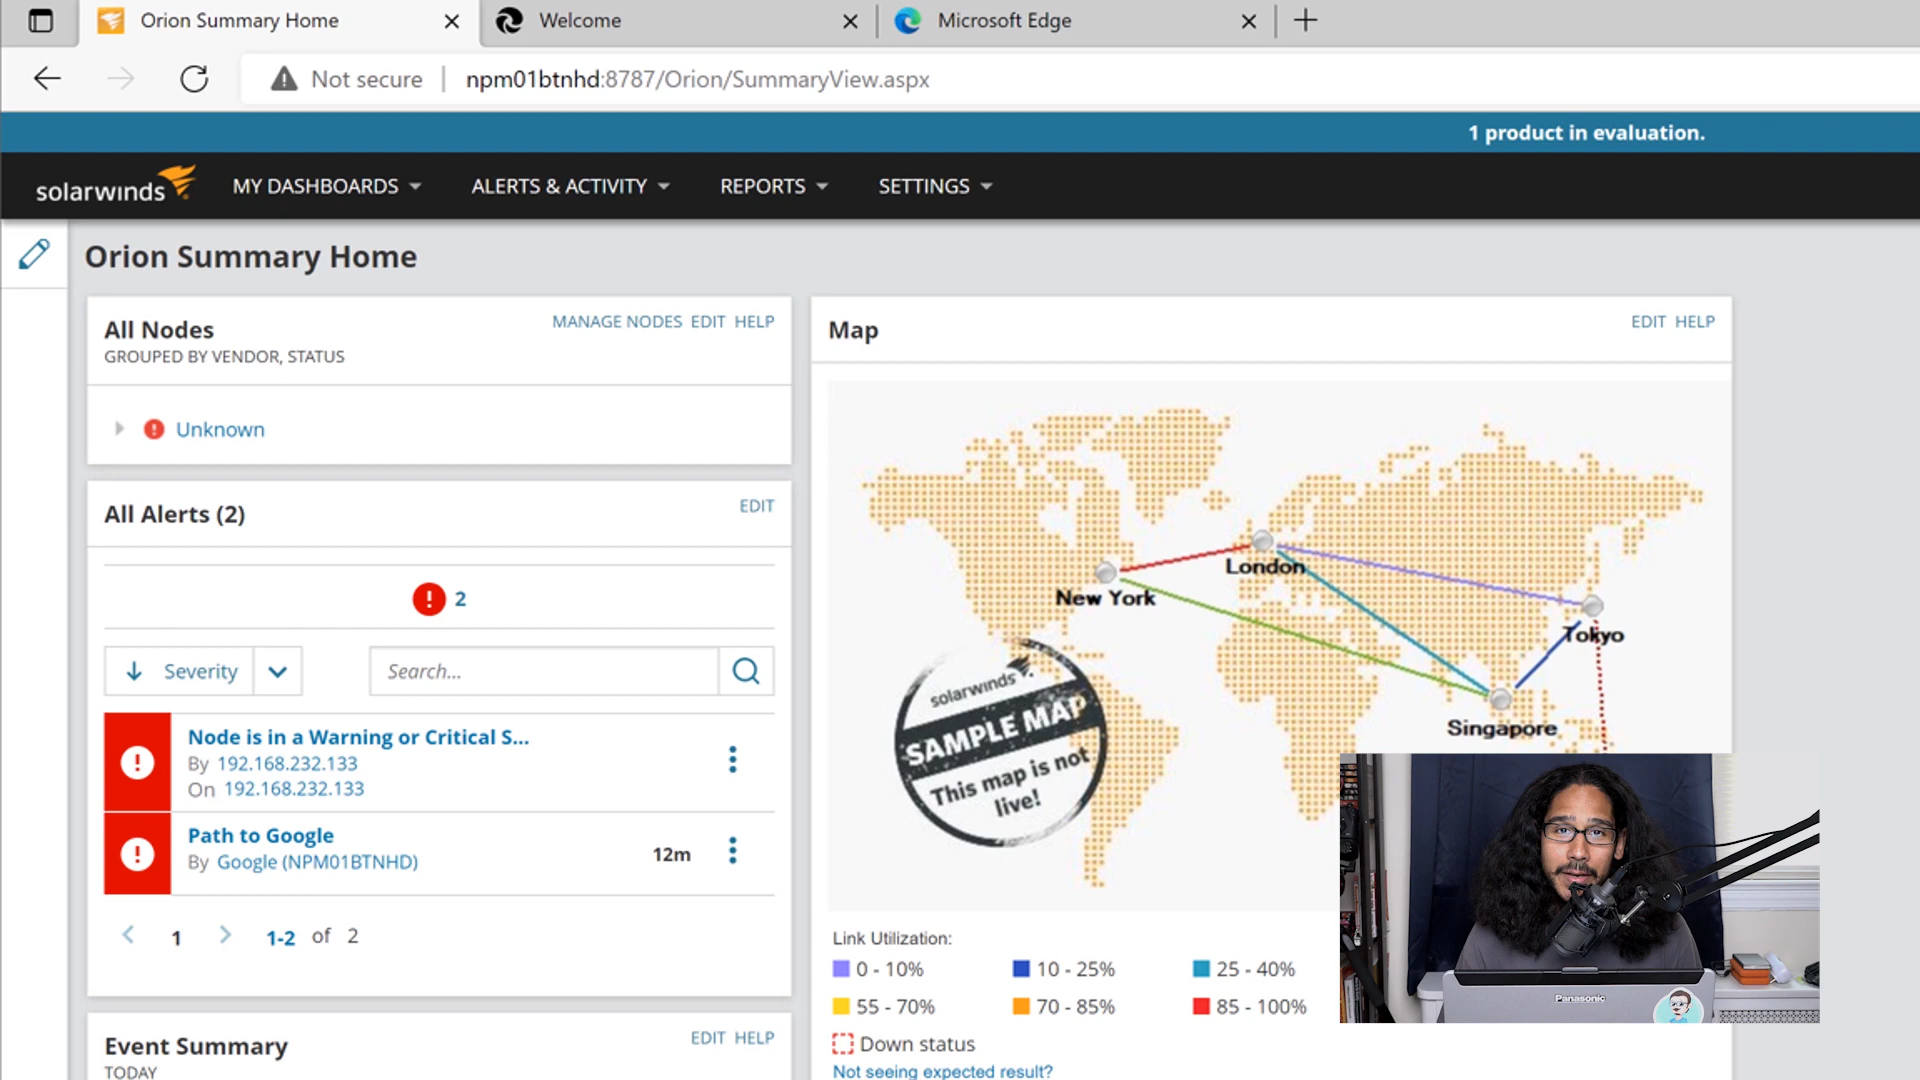 Orion Summary Home
Welcome
Microsoft Edge
Not secure
npm01btnhd:8787/Orion/SummaryView.aspx
1 product in evaluation.
solarwinds
MY DASHBOARDS
ALERTS & ACTIVITY
REPORTS
SETTINGS
Orion Summary Home
All Nodes
MANAGE NODES EDIT HELP
GROUPED BY VENDOR, STATUS
Unknown
All Alerts (2)
EDIT
2
Severity
Search...
Node is in a Warning or Critical S...
By 192.168.232.133
On 192.168.232.133
Path to Google
By Google (NPM01BTNHD)
12m
1
1-2 of 2
Event Summary
EDIT HELP
TODAY
Map
EDIT HELP
London
New York
Tokyo
Singapore
solarwinds
SAMPLE MAP
This map is not
live!
Link Utilization:
0 - 10%
10 - 25%
25 - 40%
55 - 70%
70 - 85%
85 - 100%
Down status
Not seeing expected result?
Panasonic